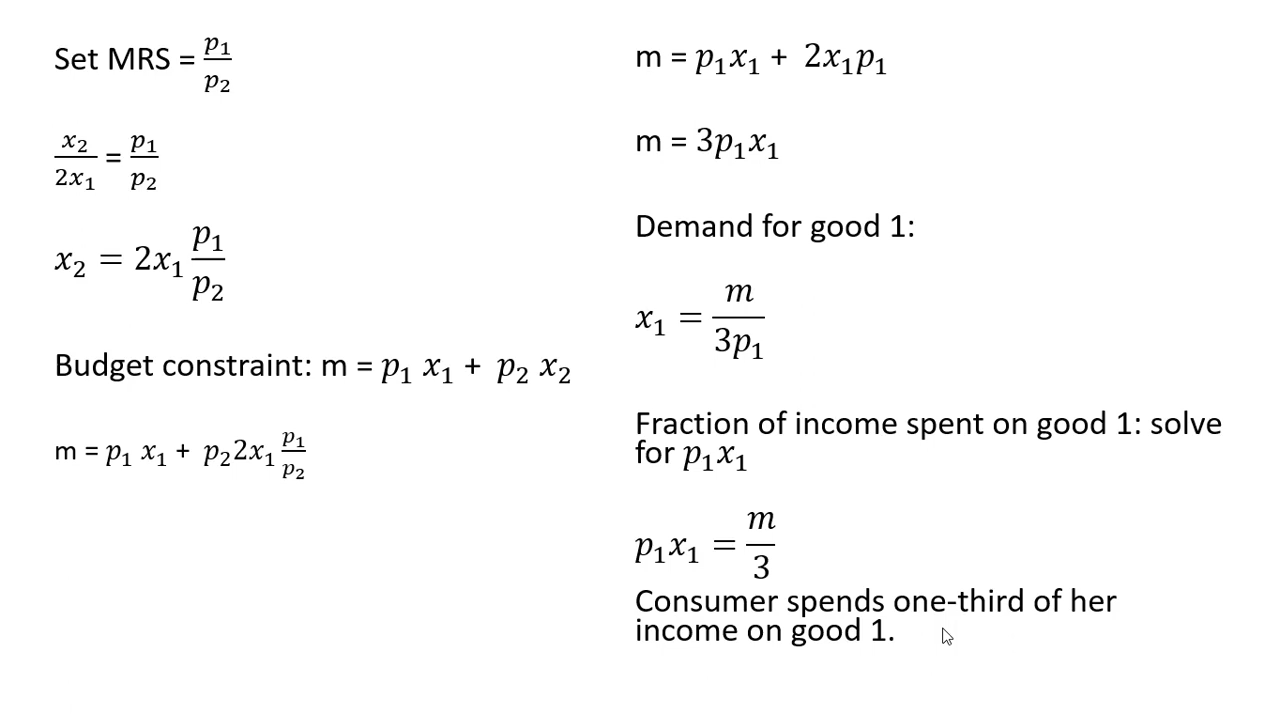 Set MRS = p₁/p₂
x₂/2x₁ = p₁/p₂
x₂ = 2x₁ p₁/p₂
Budget constraint: m = p₁ x₁ + p₂ x₂
m = p₁ x₁ + p₂2x₁ p₁/p₂
m = p₁x₁ + 2x₁p₁
m = 3p₁x₁
Demand for good 1:
x₁ = m/3p₁
Fraction of income spent on good 1: solve
for p₁x₁
p₁x₁ = m/3
Consumer spends one-third of her
income on good 1.